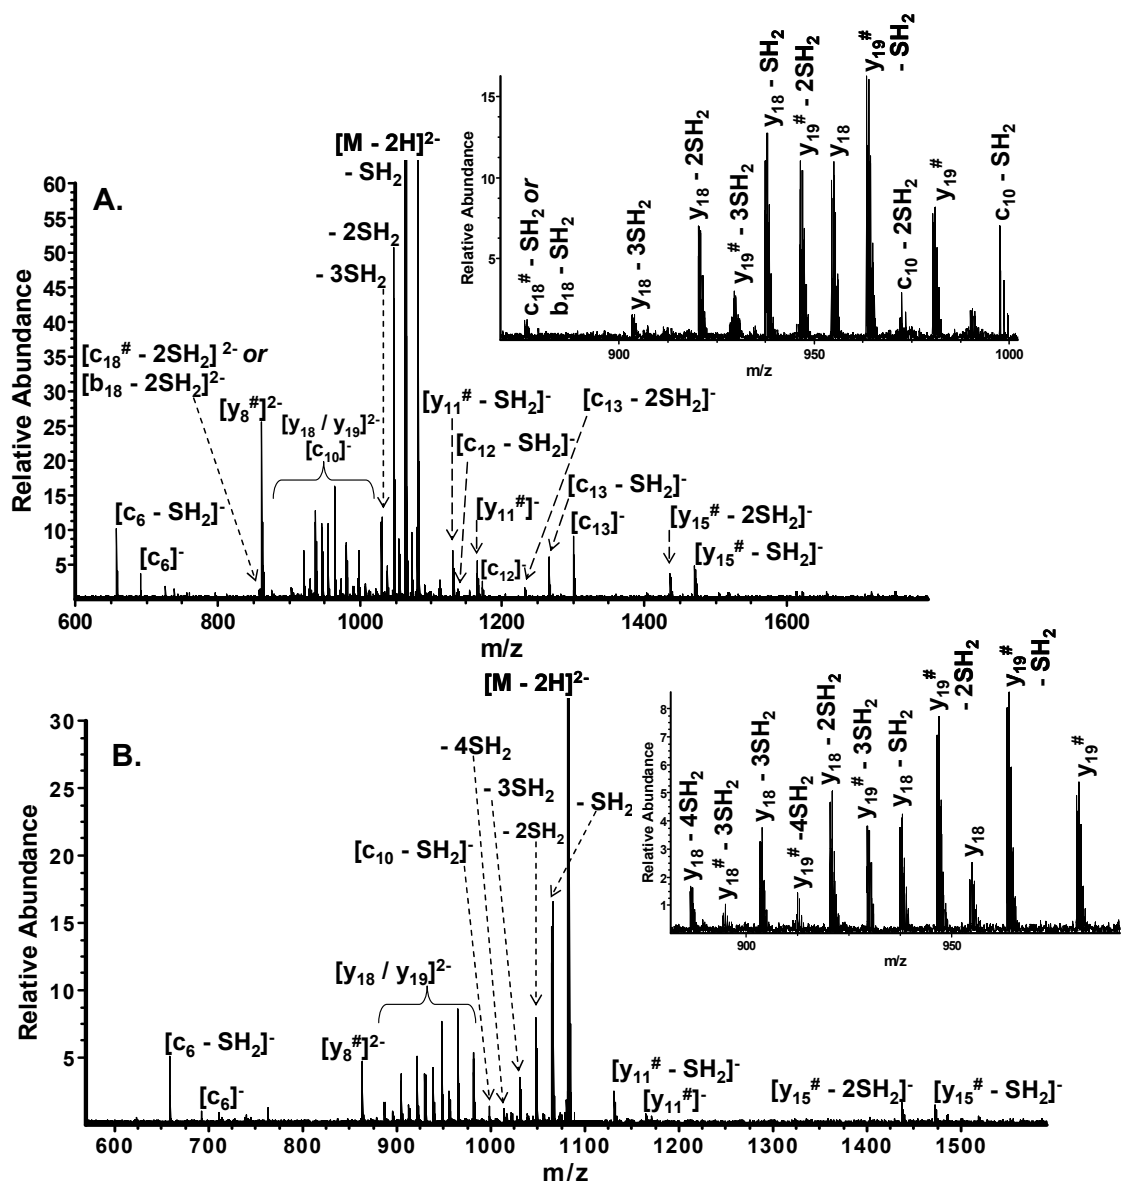 A.
[M - 2H]²⁻
- SH₂
- 2SH₂
- 3SH₂
[c₁₈# - 2SH₂]²⁻ or
[b₁₈ - 2SH₂]²⁻
[y₈#]²⁻
[y₁₈ / y₁₉]²⁻
[c₁₀]⁻
[c₆ - SH₂]⁻
[c₆]⁻
[y₁₁# - SH₂]⁻
[c₁₂ - SH₂]⁻
[y₁₁#]⁻
[c₁₂]⁻
[c₁₃ - 2SH₂]⁻
[c₁₃ - SH₂]⁻
[c₁₃]⁻
[y₁₅# - 2SH₂]⁻
[y₁₅# - SH₂]⁻
Relative Abundance
60
55
50
45
40
35
30
25
20
15
10
5
600
800
1000
1200
1400
1600
m/z
c₁₈# - SH₂ or
b₁₈ - SH₂
y₁₈ - 3SH₂
y₁₈ - 2SH₂
y₁₉# - 3SH₂
y₁₈ - SH₂
y₁₉# - 2SH₂
y₁₈
y₁₉#
- SH₂
c₁₀ - 2SH₂
y₁₉#
c₁₀ - SH₂
Relative Abundance
15
10
5
900
950
1000
m/z
B.
[M - 2H]²⁻
- 4SH₂
- 3SH₂
- SH₂
- 2SH₂
[c₁₀ - SH₂]⁻
[y₁₈ / y₁₉]²⁻
[c₆ - SH₂]⁻
[c₆]⁻
[y₈#]²⁻
[y₁₁# - SH₂]⁻
[y₁₁#]⁻
[y₁₅# - 2SH₂]⁻
[y₁₅# - SH₂]⁻
Relative Abundance
30
25
20
15
10
5
600
700
800
900
1000
1100
1200
1300
1400
1500
m/z
y₁₈ - 4SH₂
y₁₈# - 3SH₂
y₁₈ - 3SH₂
y₁₉# -4SH₂
y₁₈ - 2SH₂
y₁₉# - 3SH₂
y₁₈ - SH₂
y₁₉#
- 2SH₂
y₁₈
y₁₉#
- SH₂
y₁₉#
Relative Abundance
8
7
6
5
4
3
2
1
900
950
m/z